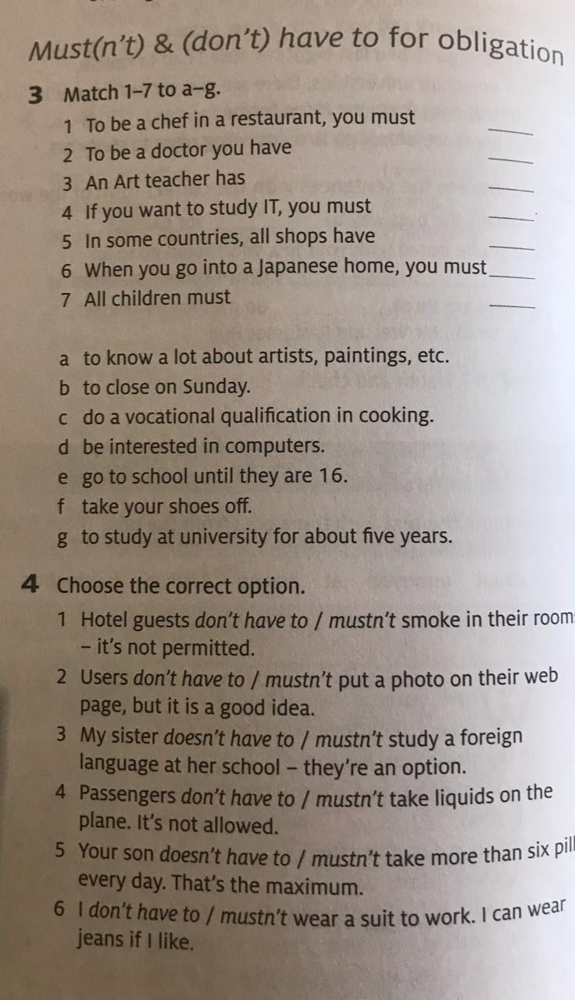 Must(n't) & (don't) have to for obligation
3 Match 1–7 to a–g.
1 To be a chef in a restaurant, you must ____
2 To be a doctor you have ____
3 An Art teacher has ____
4 If you want to study IT, you must ____
5 In some countries, all shops have ____
6 When you go into a Japanese home, you must ____
7 All children must ____
a to know a lot about artists, paintings, etc.
b to close on Sunday.
c do a vocational qualification in cooking.
d be interested in computers.
e go to school until they are 16.
f take your shoes off.
g to study at university for about five years.
4 Choose the correct option.
1 Hotel guests don't have to / mustn't smoke in their rooms
– it's not permitted.
2 Users don't have to / mustn't put a photo on their web
page, but it is a good idea.
3 My sister doesn't have to / mustn't study a foreign
language at her school – they're an option.
4 Passengers don't have to / mustn't take liquids on the
plane. It's not allowed.
5 Your son doesn't have to / mustn't take more than six pill
every day. That's the maximum.
6 I don't have to / mustn't wear a suit to work. I can wear
jeans if I like.